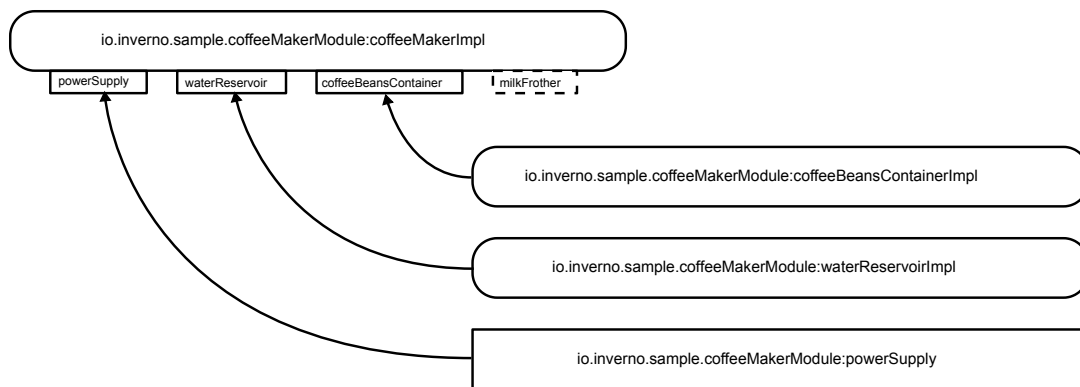 io.inverno.sample.coffeeMakerModule:coffeeMakerImpl
powerSupply
waterReservoir
coffeeBeansContainer
milkFrother
io.inverno.sample.coffeeMakerModule:coffeeBeansContainerImpl
io.inverno.sample.coffeeMakerModule:waterReservoirImpl
io.inverno.sample.coffeeMakerModule:powerSupply